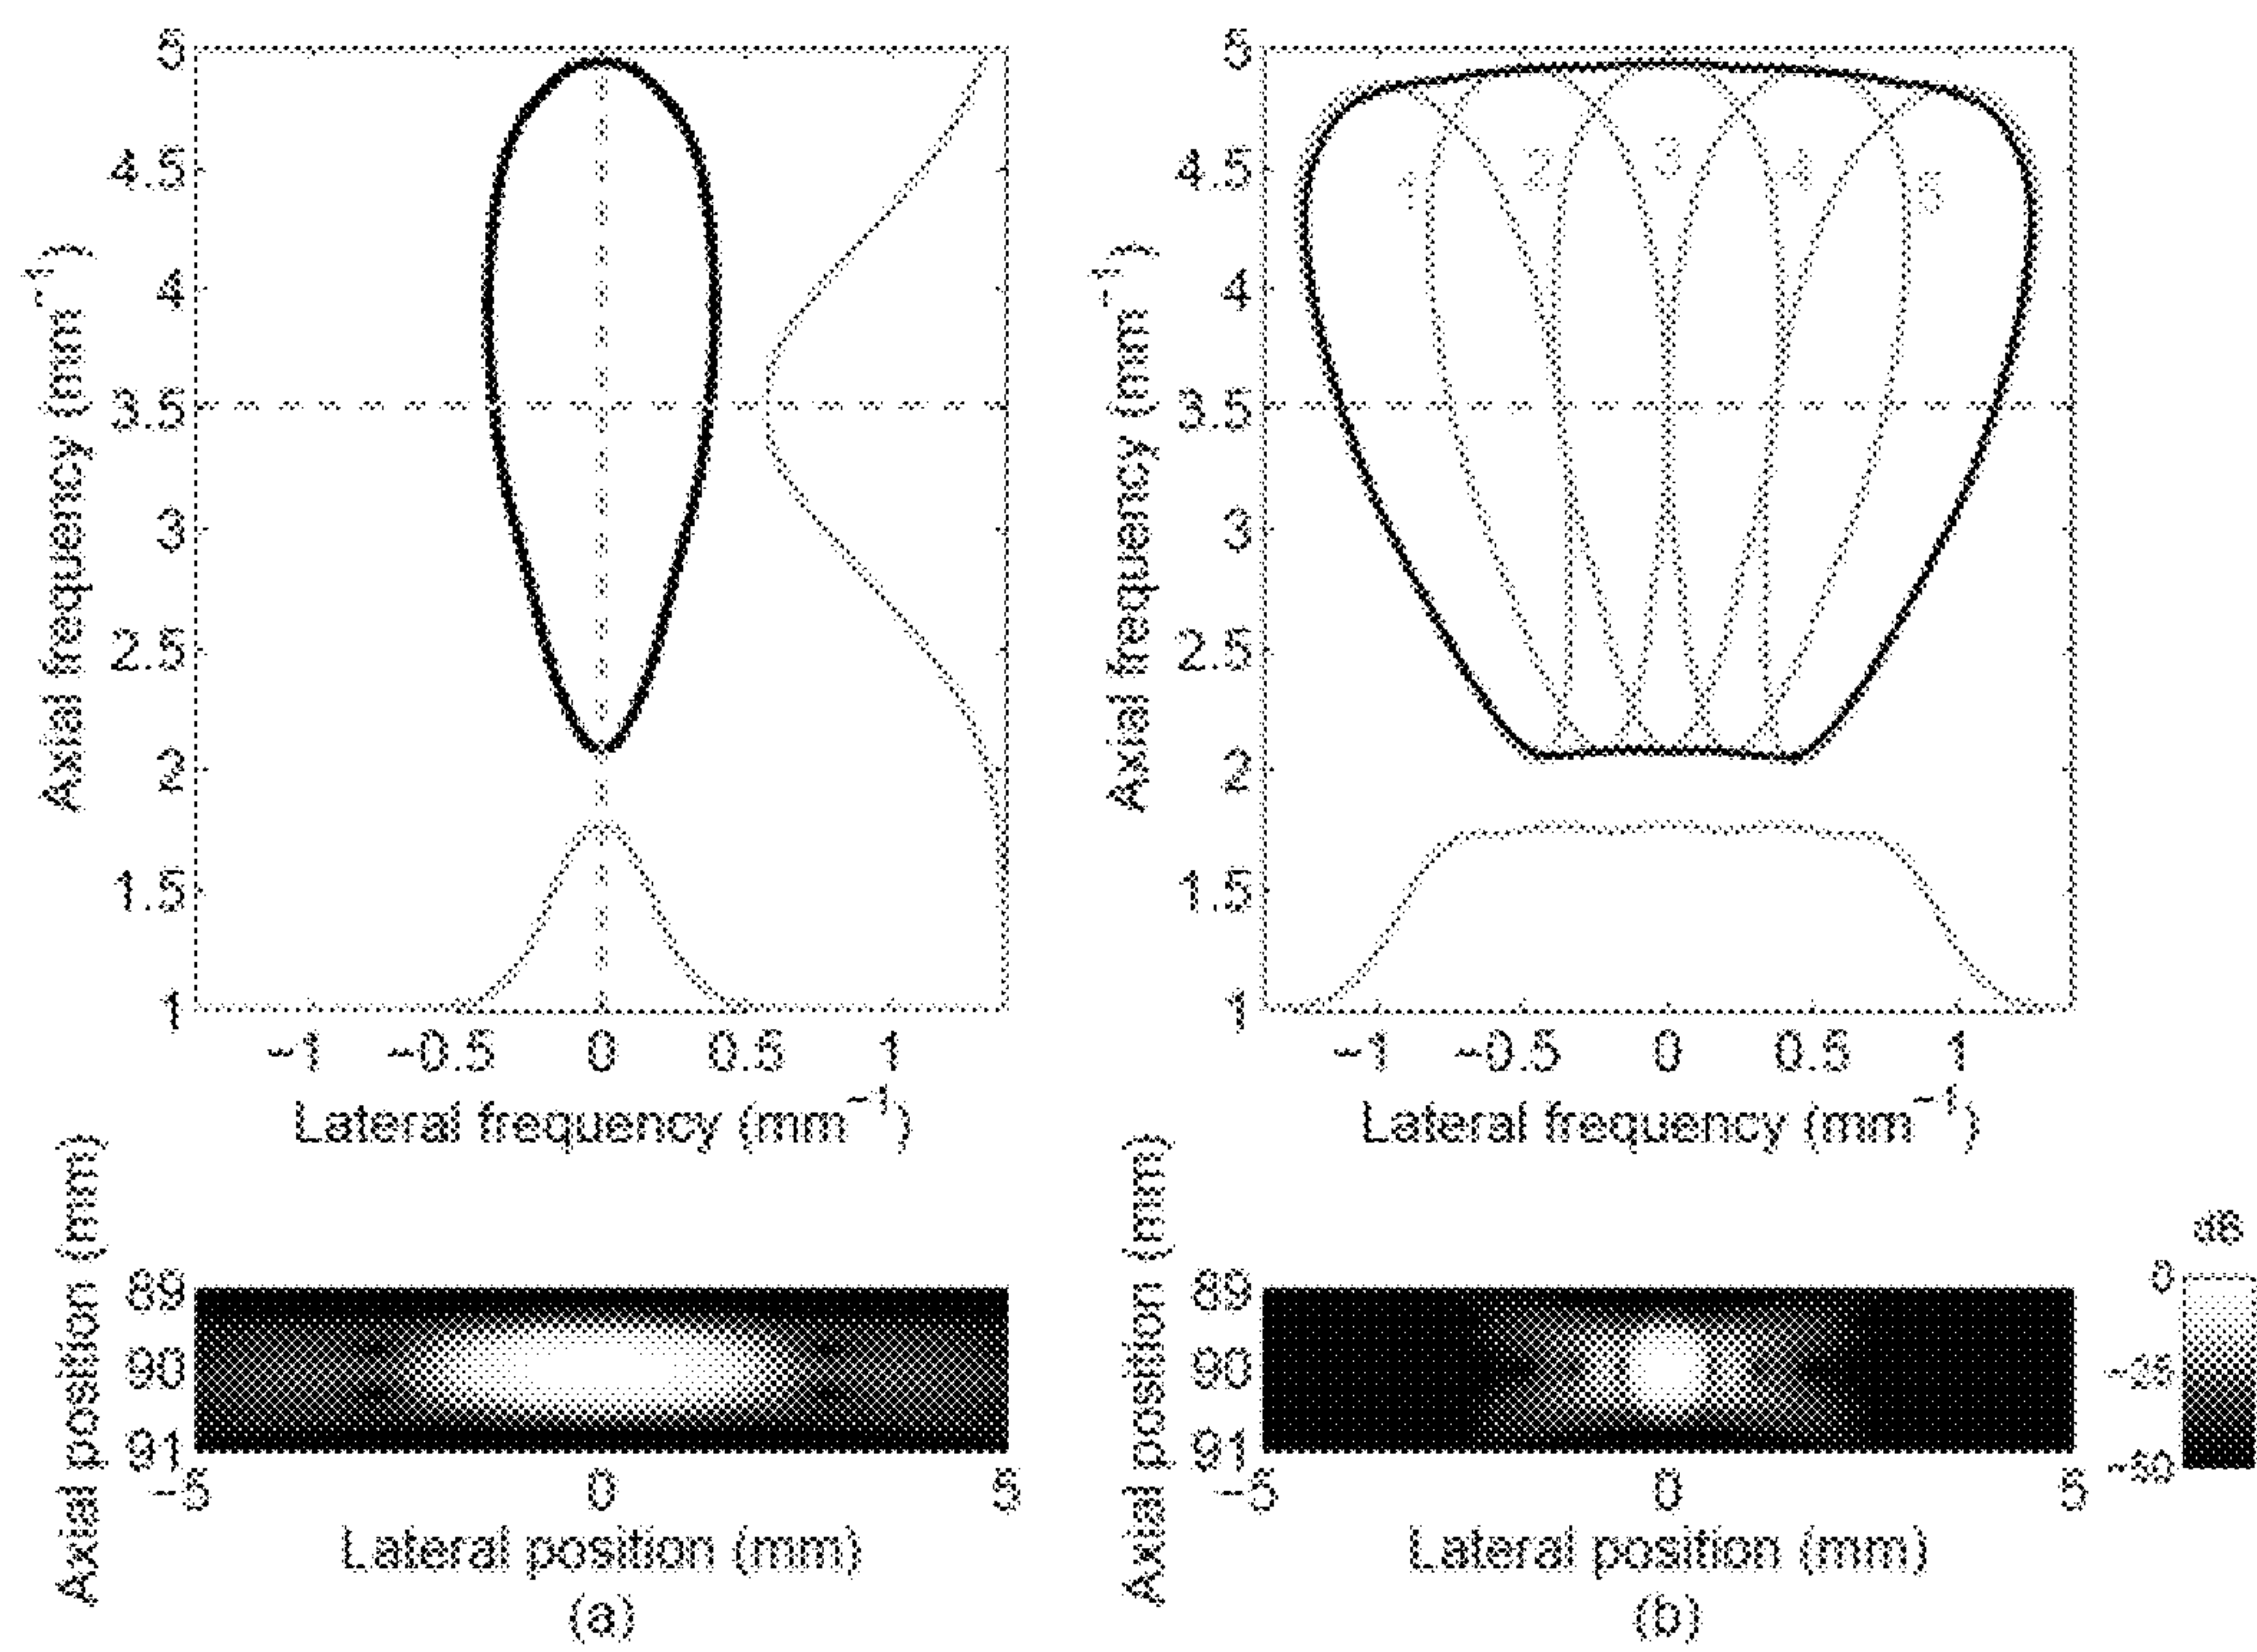 5
4.5
4
3.5
3
2.5
2
1.5
1
Axial frequency (mm⁻¹)
−1 −0.5 0 0.5 1
Lateral frequency (mm⁻¹)
89
90
91
Axial position (mm)
−5 0 5
Lateral position (mm)
(a)
5
4.5
4
3.5
3
2.5
2
1.5
1
Axial frequency (mm⁻¹)
1 2 3 4 5
−1 −0.5 0 0.5 1
Lateral frequency (mm⁻¹)
89
90
91
Axial position (mm)
−5 0 5
Lateral position (mm)
(b)
dB
0
−25
−50